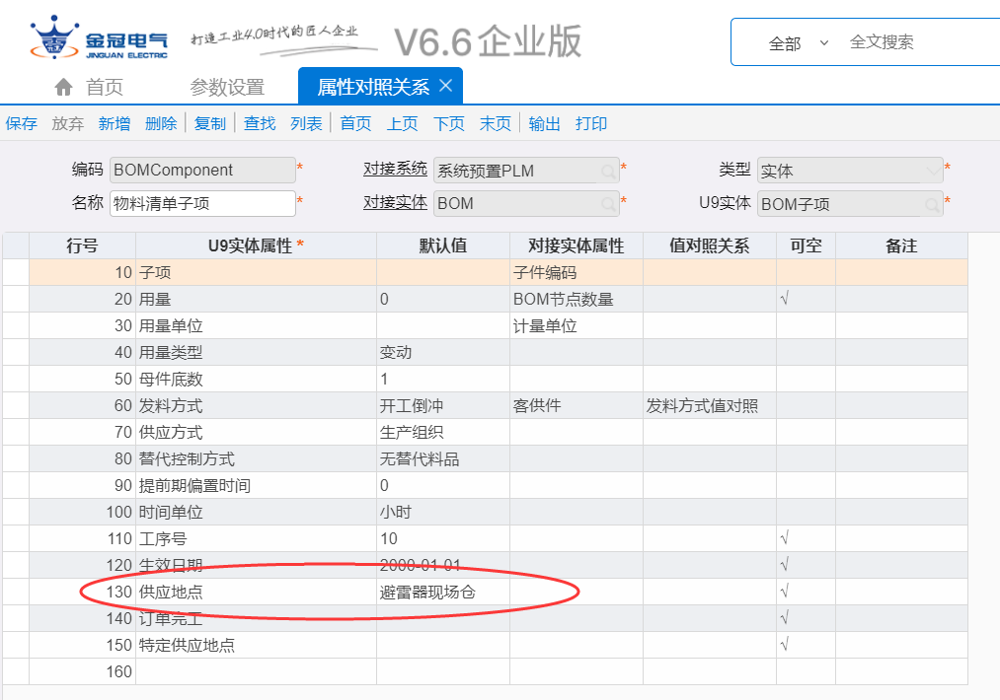 金冠电气
JINGUAN ELECTRIC
打造工业4.0时代的匠人企业
V6.6企业版
全部 全文搜索
首页 参数设置 属性对照关系
保存 放弃 新增 删除 复制 查找 列表 首页 上页 下页 末页 输出 打印
编码 BOMComponent * 对接系统 系统预置PLM * 类型 实体 *
名称 物料清单子项 * 对接实体 BOM * U9实体 BOM子项 *
行号 U9实体属性 * 默认值 对接实体属性 值对照关系 可空 备注
10 子项 子件编码
20 用量 0 BOM节点数量 √
30 用量单位 计量单位
40 用量类型 变动
50 母件底数 1
60 发料方式 开工倒冲 客供件 发料方式值对照
70 供应方式 生产组织
80 替代控制方式 无替代料品
90 提前期偏置时间 0
100 时间单位 小时
110 工序号 10 √
120 生效日期 2000-01-01 √
130 供应地点 避雷器现场仓 √
140 订单完工 √
150 特定供应地点 √
160